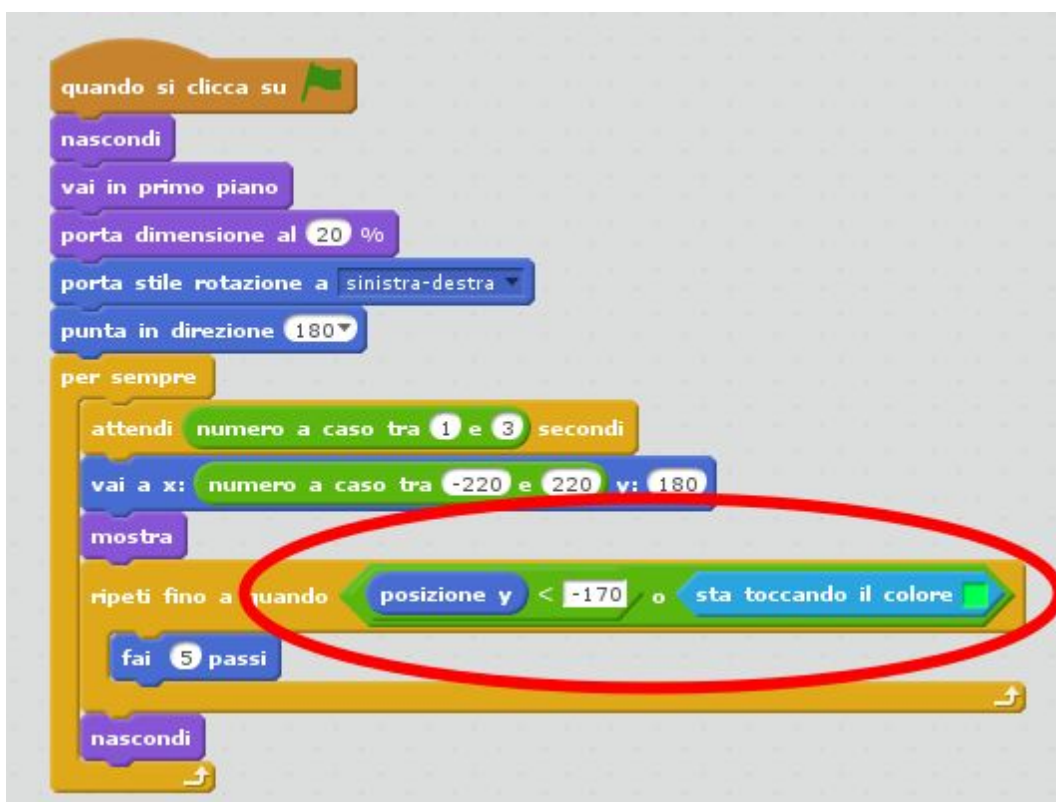 quando si clicca su
nascondi
vai in primo piano
porta dimensione al 20 %
porta stile rotazione a sinistra-destra
punta in direzione 180
per sempre
attendi numero a caso tra 1 e 3 secondi
vai a x: numero a caso tra -220 e 220 y: 180
mostra
ripeti fino a quando posizione y < -170 o sta toccando il colore
fai 5 passi
nascondi